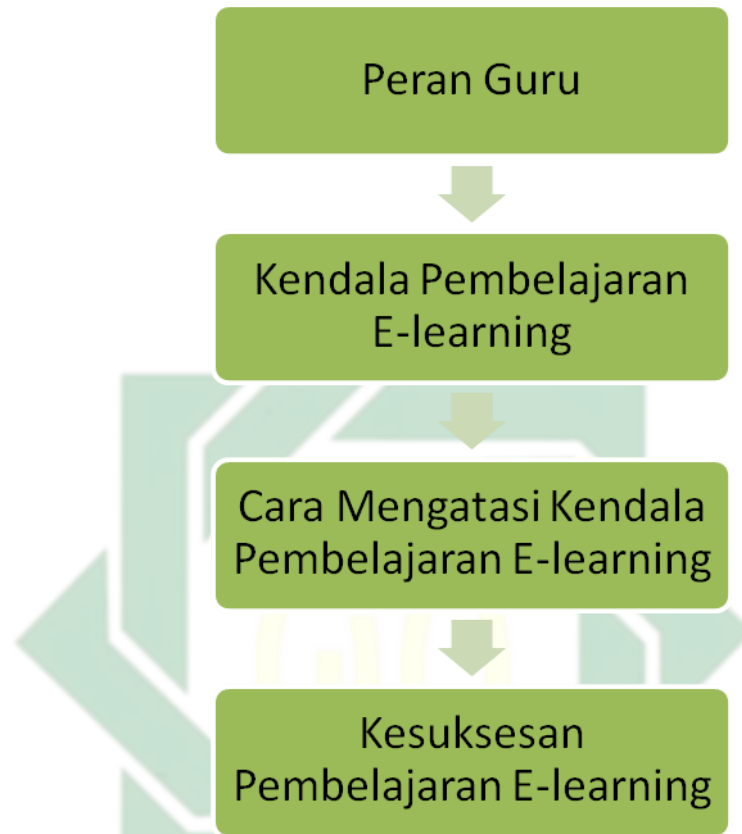 Peran Guru
Kendala Pembelajaran
E-learning
Cara Mengatasi Kendala
Pembelajaran E-learning
Kesuksesan
Pembelajaran E-learning